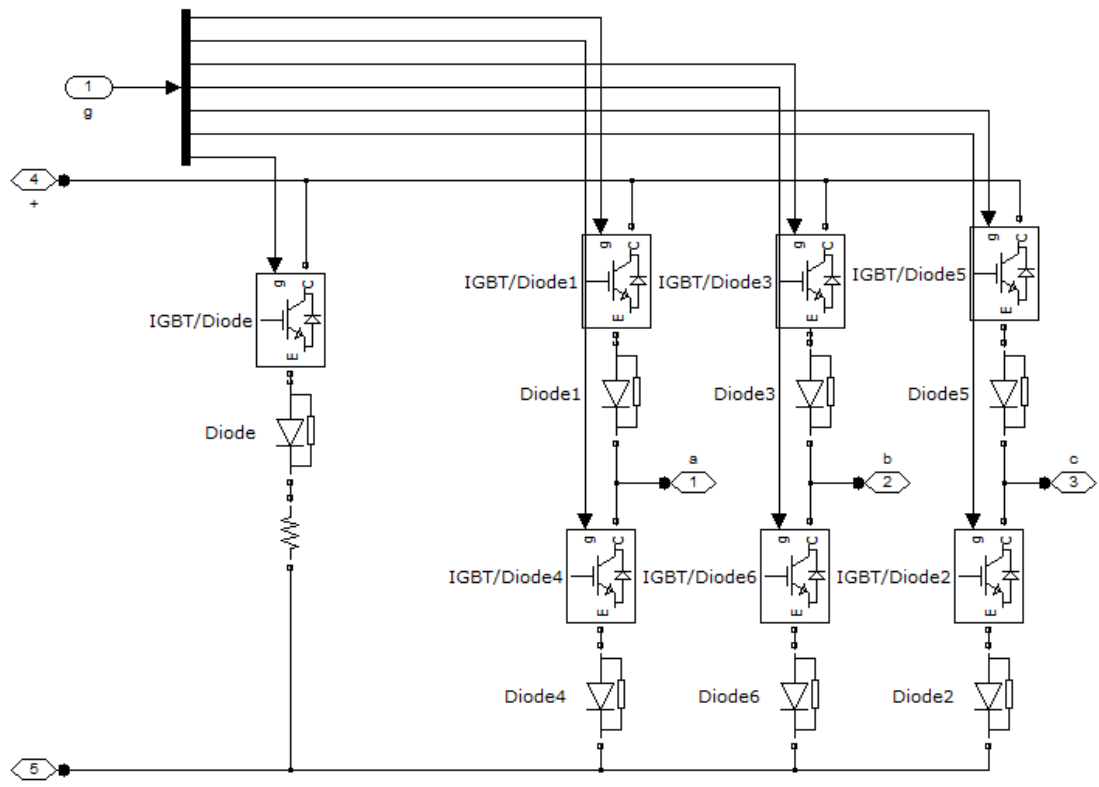 1
g
4
+
g C
IGBT/Diode1
E
g C
IGBT/Diode3
E
g C
IGBT/Diode5
E
g C
IGBT/Diode
E
Diode1
Diode3
Diode5
Diode
a
1
b
2
c
3
g C
IGBT/Diode4
E
g C
IGBT/Diode6
E
g C
IGBT/Diode2
E
Diode4
Diode6
Diode2
5